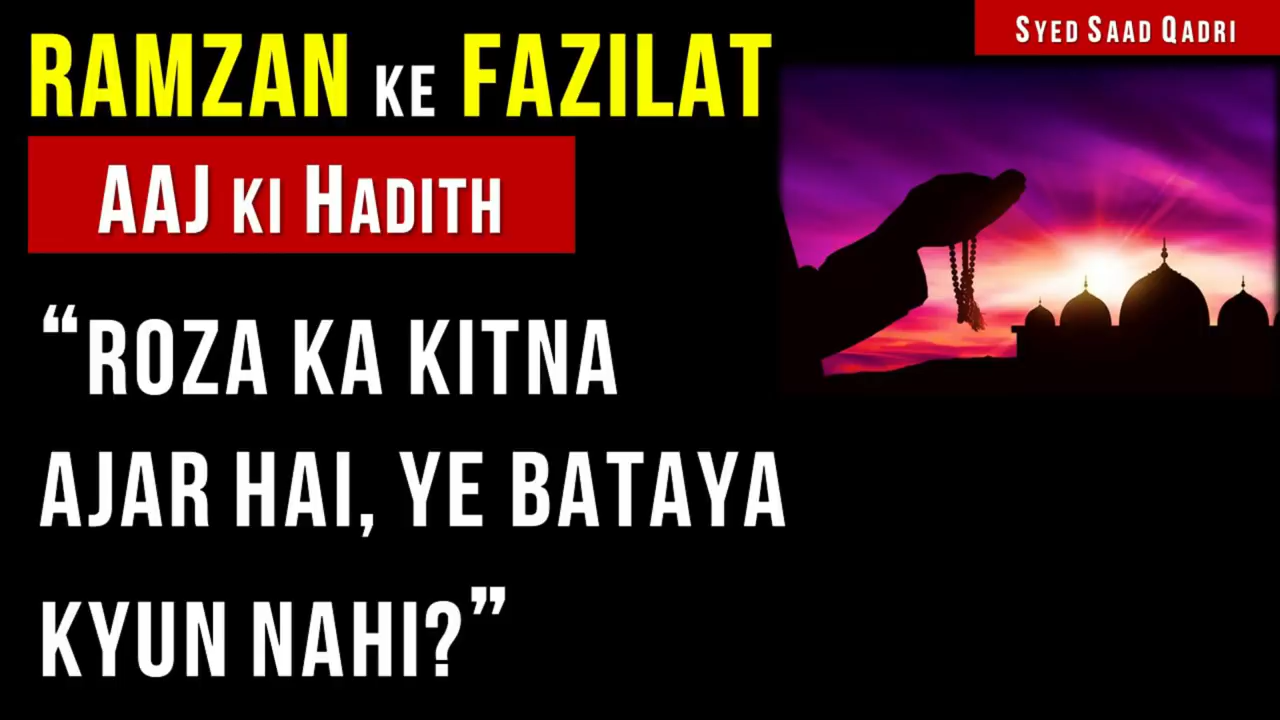 SYED SAAD QADRI
RAMZAN KE FAZILAT
AAJ KI HADITH
“ROZA KA KITNA
AJAR HAI, YE BATAYA
KYUN NAHI?”